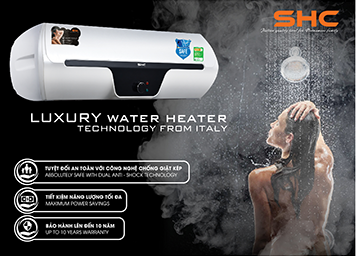 SHC
LUXURY WATER HEATER
TECHNOLOGY FROM ITALY
TUYỆT ĐỐI AN TOÀN VỚI CÔNG NGHỆ CHỐNG GIẬT KÉP
ABSOLUTELY SAFE WITH DUAL ANTI - SHOCK TECHNOLOGY
TIẾT KIỆM NĂNG LƯỢNG TỐI ĐA
MAXIMUM POWER SAVINGS
BẢO HÀNH LÊN ĐẾN 10 NĂM
UP TO 10 YEARS WARRANTY